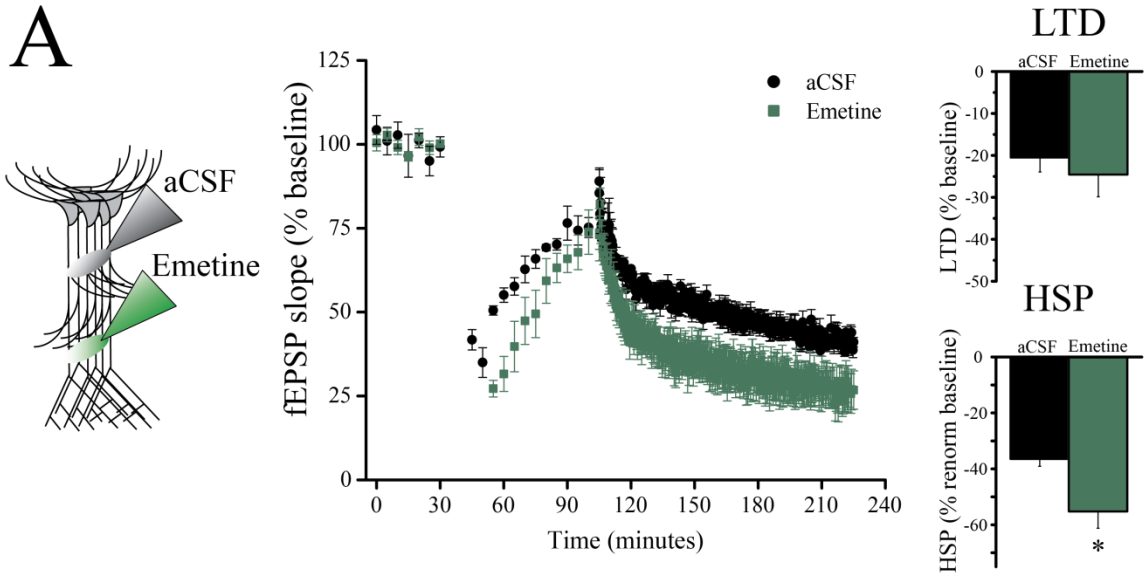 A
aCSF
Emetine
fEPSP slope (% baseline)
125
100
75
50
25
0
0 30 60 90 120 150 180 210 240
Time (minutes)
aCSF
Emetine
LTD
aCSF Emetine
LTD (% baseline)
0
-10
-20
-30
-40
-50
HSP
aCSF Emetine
HSP (% renorm baseline)
0
-20
-40
-60
*